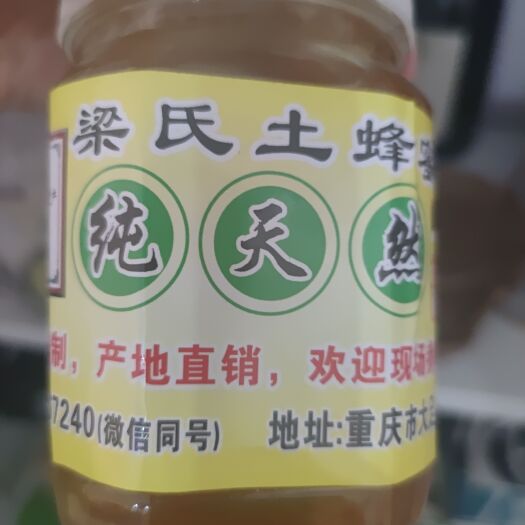 梁氏土蜂蜜
纯天然
制，产地直销，欢迎现场
7240(微信同号) 地址:重庆市